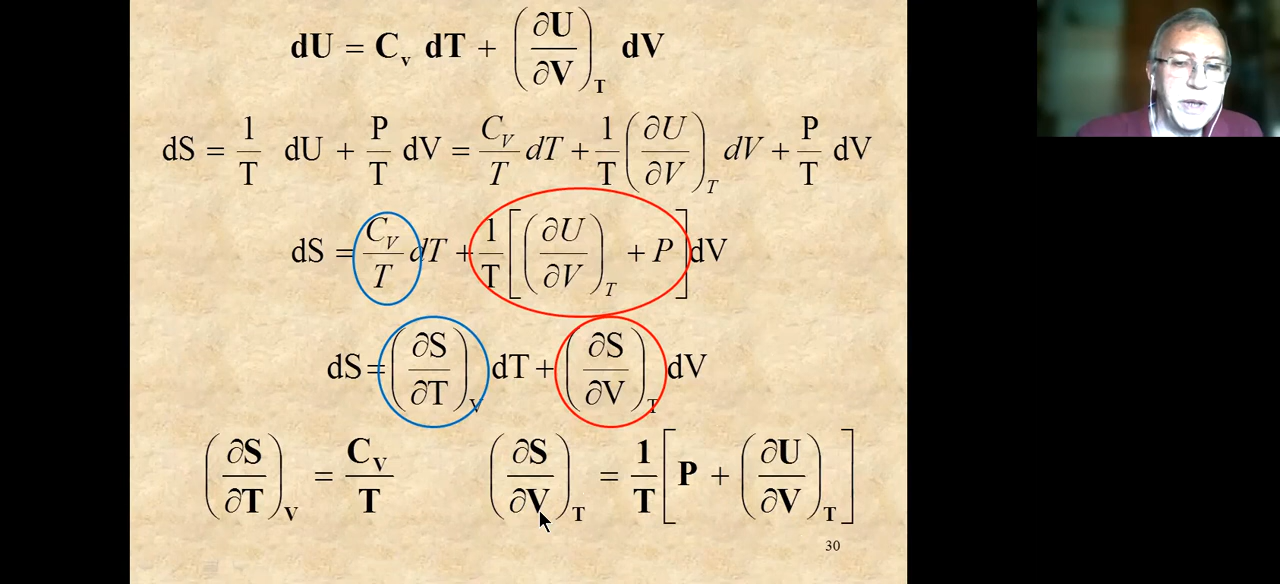 dU = C_v dT + (∂U/∂V)_T dV
dS = 1/T dU + P/T dV = C_V/T dT + 1/T (∂U/∂V)_T dV + P/T dV
dS = C_V/T dT + 1/T [(∂U/∂V)_T + P] dV
dS = (∂S/∂T)_V dT + (∂S/∂V)_T dV
(∂S/∂T)_V = C_V/T (∂S/∂V)_T = 1/T [P + (∂U/∂V)_T]
30